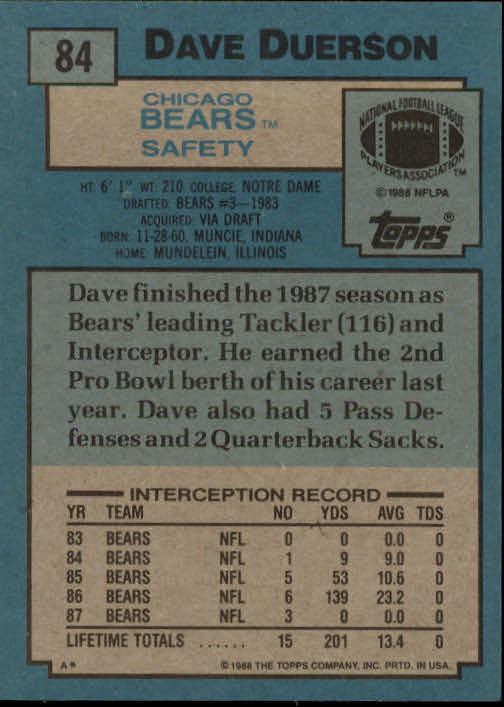 84
DAVE DUERSON
CHICAGO
BEARS™
SAFETY
NATIONAL FOOTBALL LEAGUE
PLAYERS ASSOCIATION™
©1988 NFLPA
topps®
HT: 6' 1" WT: 210 COLLEGE: NOTRE DAME
DRAFTED: BEARS #3—1983
ACQUIRED: VIA DRAFT
BORN: 11-28-60, MUNCIE, INDIANA
HOME: MUNDELEIN, ILLINOIS
Dave finished the 1987 season as
Bears' leading Tackler (116) and
Interceptor. He earned the 2nd
Pro Bowl berth of his career last
year. Dave also had 5 Pass De-
fenses and 2 Quarterback Sacks.
INTERCEPTION RECORD
YR TEAM NO YDS AVG TDS
83 BEARS NFL 0 0 0.0 0
84 BEARS NFL 1 9 9.0 0
85 BEARS NFL 5 53 10.6 0
86 BEARS NFL 6 139 23.2 0
87 BEARS NFL 3 0 0.0 0
LIFETIME TOTALS ...... 15 201 13.4 0
A* ©1988 THE TOPPS COMPANY, INC. PRTD. IN USA.